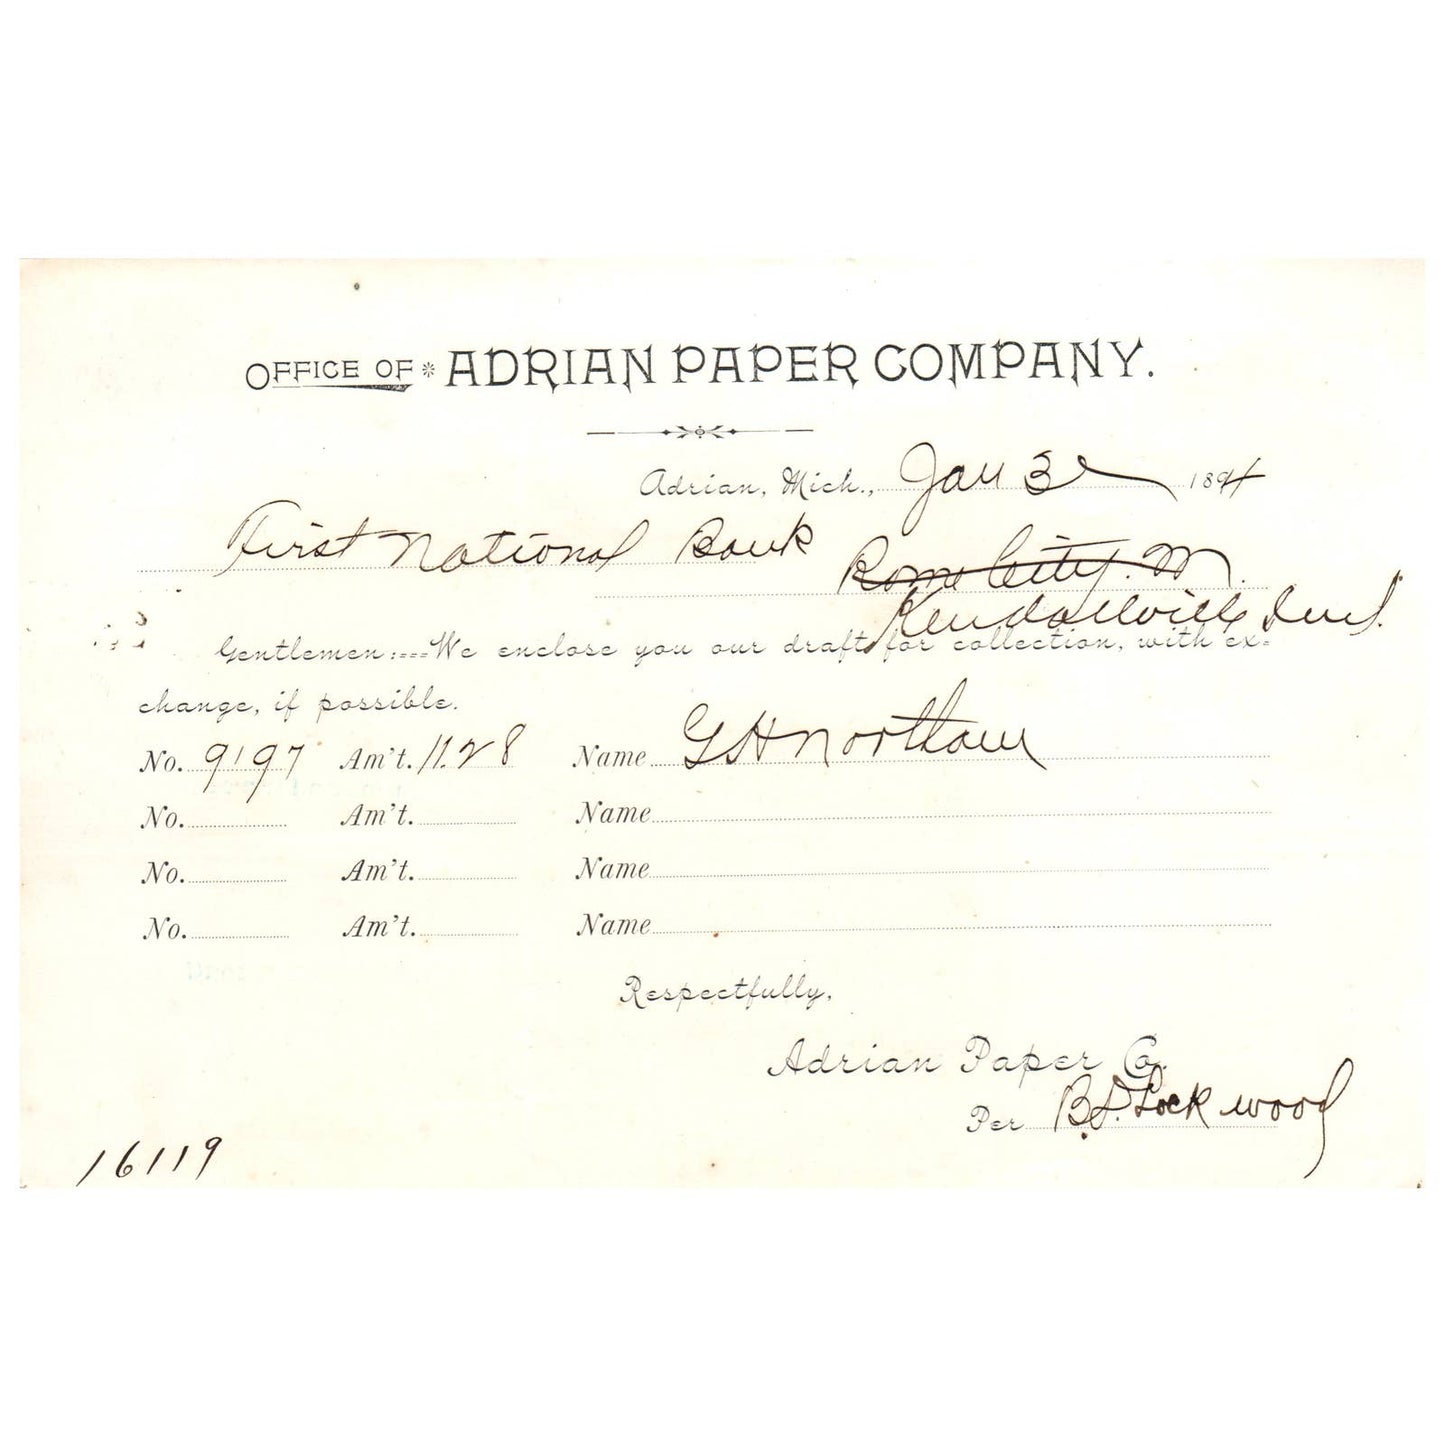 OFFICE OF * ADRIAN PAPER COMPANY.
Adrian, Mich., Jan 3 1894
First National Bank
Rome City. M.
Kendallville Ind.
Gentlemen:---We enclose you our draft for collection, with ex-
change, if possible.
No. 9197 Am't. 11.28 Name G H Northam
No. Am't. Name
No. Am't. Name
No. Am't. Name
Respectfully,
Adrian Paper Co.
Per B. D. Lockwood
16119